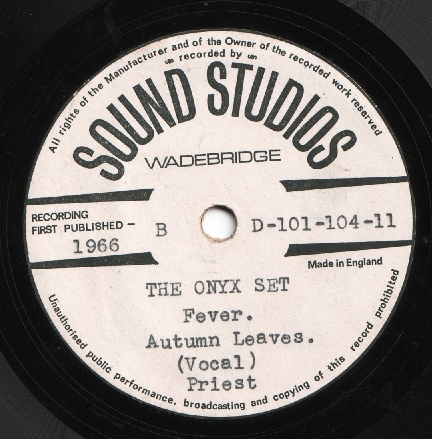 All rights of the Manufacturer and of the Owner of the recorded work reserved
recorded by
SOUND STUDIOS
WADEBRIDGE
RECORDING
FIRST PUBLISHED -
1966
B
D-101-104-11
Made in England
THE ONYX SET
Fever.
Autumn Leaves.
(Vocal)
Priest
Unauthorised public performance, broadcasting and copying of this record prohibited